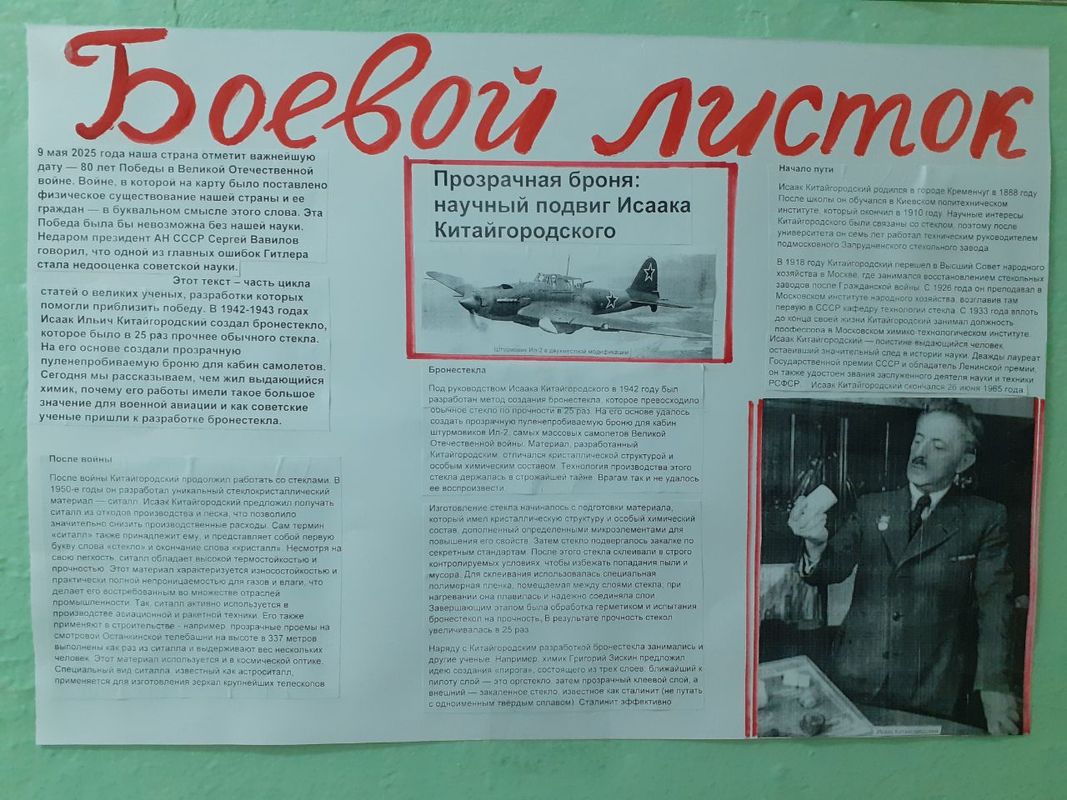 Боевой листок
9 мая 2025 года наша страна отметит важнейшую
дату — 80 лет Победы в Великой Отечественной
войне. Войне, в которой на карту было поставлено
физическое существование нашей страны и ее
граждан — в буквальном смысле этого слова. Эта
Победа была бы невозможна без нашей науки.
Недаром президент АН СССР Сергей Вавилов
говорил, что одной из главных ошибок Гитлера
стала недооценка советской науки.
Этот текст – часть цикла
статей о великих ученых, разработки которых
помогли приблизить победу. В 1942-1943 годах
Исаак Ильич Китайгородский создал бронестекло,
которое было в 25 раз прочнее обычного стекла.
На его основе создали прозрачную
пуленепробиваемую броню для кабин самолетов.
Сегодня мы рассказываем, чем жил выдающийся
химик, почему его работы имели такое большое
значение для военной авиации и как советские
ученые пришли к разработке бронестекла.
После войны
После войны Китайгородский продолжил работать со стеклами. В
1950-е годы он разработал уникальный стеклокристаллический
материал — ситалл. Исаак Китайгородский предложил получать
ситалл из отходов производства и песка, что позволило
значительно снизить производственные расходы. Сам термин
«ситалл» также принадлежит ему, и представляет собой первую
букву слова «стекло» и окончание слова «кристалл». Несмотря на
свою легкость, ситалл обладает высокой термостойкостью и
прочностью. Этот материал характеризуется износостойкостью и
практически полной непроницаемостью для газов и влаги, что
делает его востребованным во множестве отраслей
промышленности. Так, ситалл активно используется в
производстве авиационной и ракетной техники. Его также
применяют в строительстве - например, прозрачные проемы на
смотровой Останкинской телебашни на высоте в 337 метров
выполнены как раз из ситалла и выдерживают вес нескольких
человек. Этот материал используется и в космической оптике.
Специальный вид ситалла, известный как астроситалл,
применяется для изготовления зеркал крупнейших телескопов
Прозрачная броня:
научный подвиг Исаака
Китайгородского
Штурмовик Ил-2 в двухместной модификации
Бронестекла
Под руководством Исаака Китайгородского в 1942 году был
разработан метод создания бронестекла, которое превосходило
обычное стекло по прочности в 25 раз. На его основе удалось
создать прозрачную пуленепробиваемую броню для кабин
штурмовиков Ил-2, самых массовых самолетов Великой
Отечественной войны. Материал, разработанный
Китайгородским, отличался кристаллической структурой и
особым химическим составом. Технология производства этого
стекла держалась в строжайшей тайне. Врагам так и не удалось
ее воспроизвести.
Изготовление стекла начиналось с подготовки материала,
который имел кристаллическую структуру и особый химический
состав, дополненный определенными микроэлементами для
повышения его свойств. Затем стекло подвергалось закалке по
секретным стандартам. После этого стекла склеивали в строго
контролируемых условиях, чтобы избежать попадания пыли и
мусора. Для склеивания использовалась специальная
полимерная пленка, помещаемая между слоями стекла, при
нагревании она плавилась и надежно соединяла слои.
Завершающим этапом была обработка герметиком и испытания
бронестекол на прочность. В результате прочность стекол
увеличивалась в 25 раз
Наряду с Китайгородским разработкой бронестекла занимались и
другие ученые. Например, химик Григорий Зискин предложил
идею создания «пирога», состоящего из трех слоев: ближайший к
пилоту слой — это оргстекло, затем прозрачный клеевой слой, а
внешний — закаленное стекло, известное как сталинит (не путать
с одноименным твердым сплавом). Сталинит эффективно
Начало пути
Исаак Китайгородский родился в городе Кременчуг в 1888 году.
После школы он обучался в Киевском политехническом
институте, который окончил в 1910 году. Научные интересы
Китайгородского были связаны со стеклом, поэтому после
университета он семь лет работал техническим руководителем
подмосковного Запрудненского стекольного завода.
В 1918 году Китайгородский перешел в Высший Совет народного
хозяйства в Москве, где занимался восстановлением стекольных
заводов после Гражданской войны. С 1926 года он преподавал в
Московском институте народного хозяйства, возглавив там
первую в СССР кафедру технологии стекла. С 1933 года вплоть
до конца своей жизни Китайгородский занимал должность
профессора в Московском химико-технологическом институте.
Исаак Китайгородский — поистине выдающийся человек,
оставивший значительный след в истории науки. Дважды лауреат
Государственной премии СССР и обладатель Ленинской премии,
он также удостоен звания заслуженного деятеля науки и техники
РСФСР. Исаак Китайгородский скончался 26 июня 1965 года.
Исаак Китайгородский